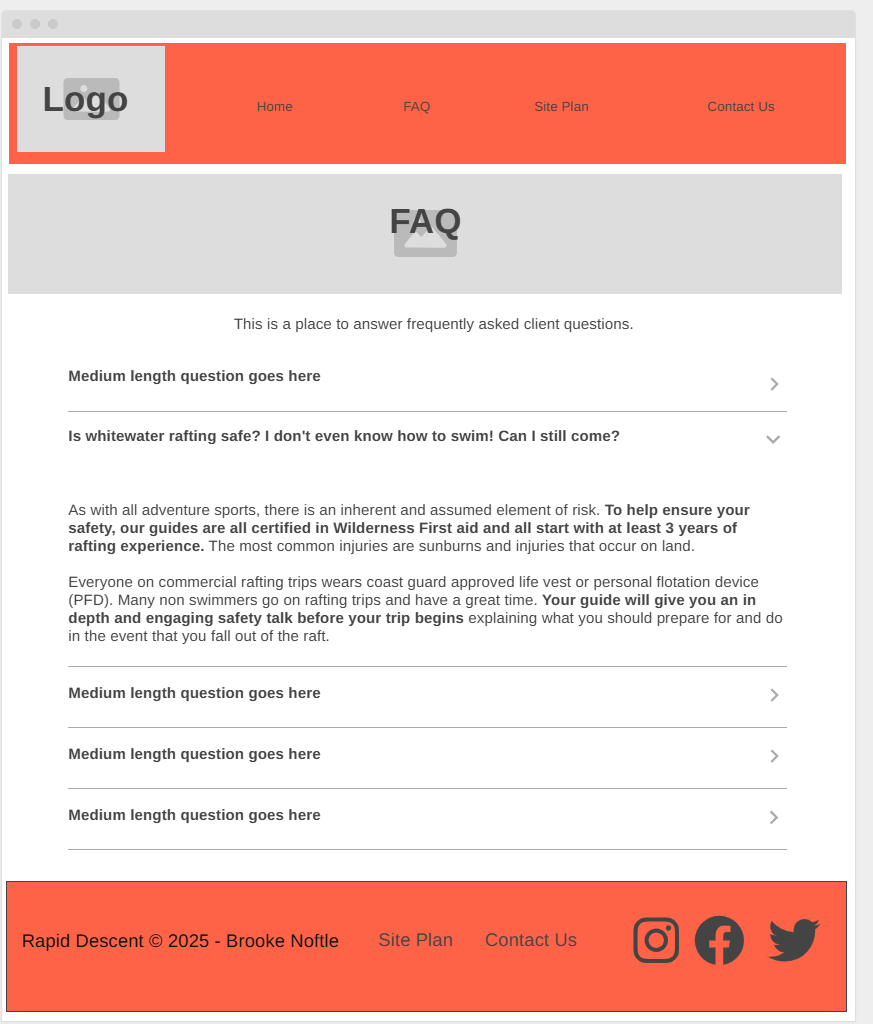 Logo
Home FAQ Site Plan Contact Us
FAQ
This is a place to answer frequently asked client questions.
Medium length question goes here
Is whitewater rafting safe? I don't even know how to swim! Can I still come?
As with all adventure sports, there is an inherent and assumed element of risk. To help ensure your
safety, our guides are all certified in Wilderness First aid and all start with at least 3 years of
rafting experience. The most common injuries are sunburns and injuries that occur on land.
Everyone on commercial rafting trips wears coast guard approved life vest or personal flotation device
(PFD). Many non swimmers go on rafting trips and have a great time. Your guide will give you an in
depth and engaging safety talk before your trip begins explaining what you should prepare for and do
in the event that you fall out of the raft.
Medium length question goes here
Medium length question goes here
Medium length question goes here
Rapid Descent © 2025 - Brooke Noftle Site Plan Contact Us